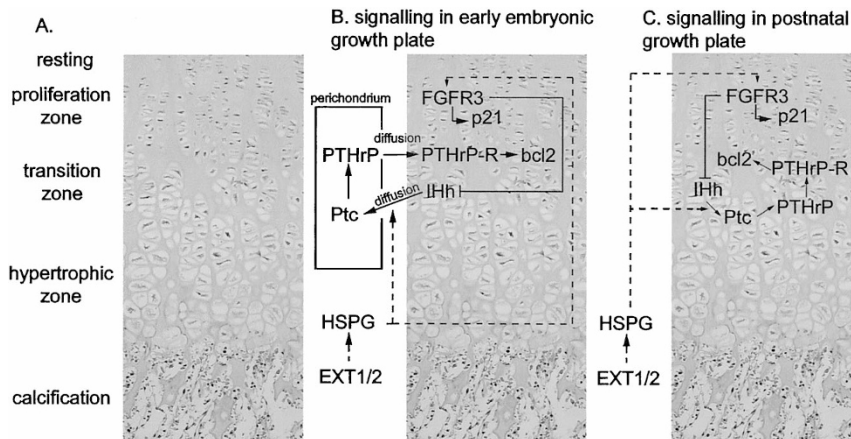 A.
resting
proliferation
zone
transition
zone
hypertrophic
zone
calcification
B. signalling in early embryonic
growth plate
perichondrium
FGFR3
p21
diffusion
PTHrP
PTHrP-R
bcl2
diffusion
IHh
Ptc
HSPG
EXT1/2
C. signalling in postnatal
growth plate
FGFR3
p21
bcl2
PTHrP-R
IHh
Ptc
PTHrP
HSPG
EXT1/2